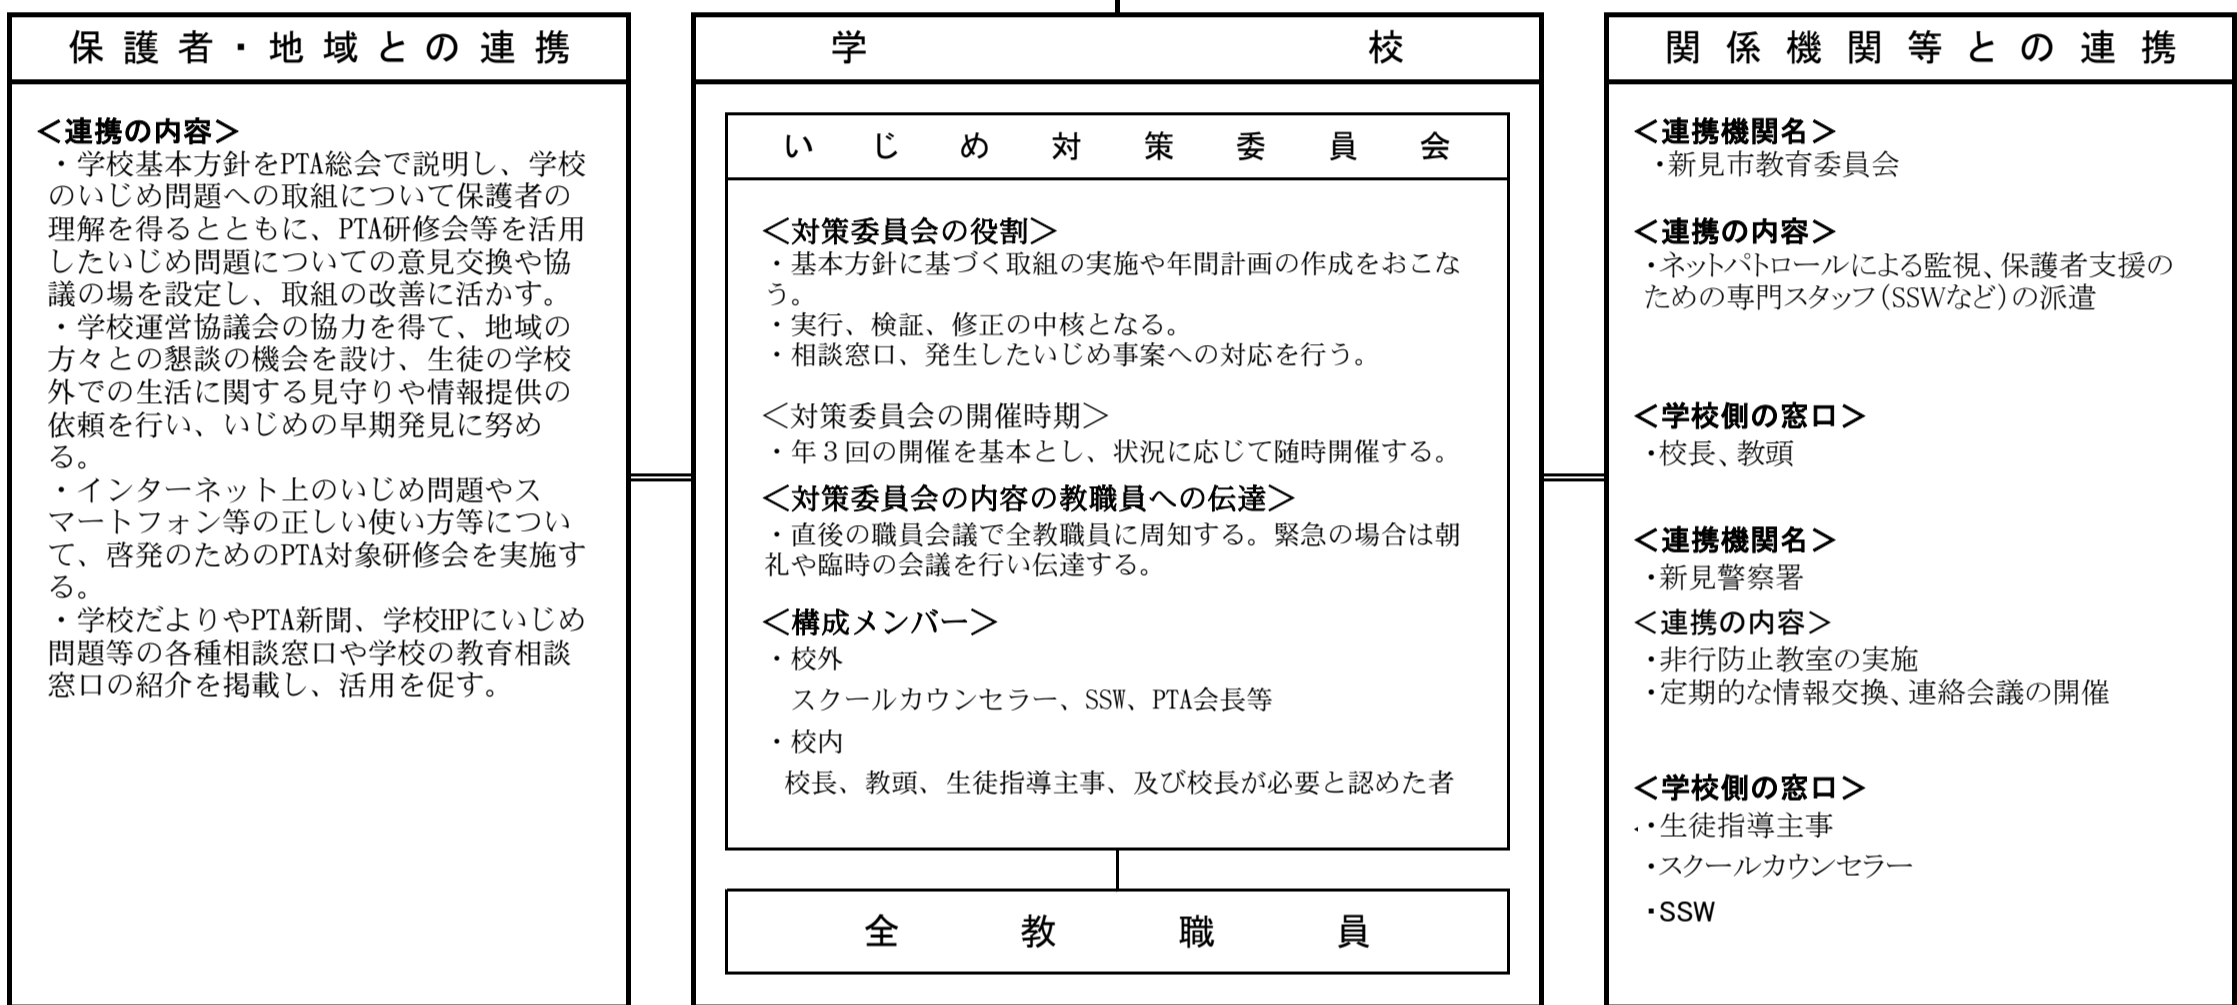 保護者・地域との連携
＜連携の内容＞
・学校基本方針をPTA総会で説明し、学校
のいじめ問題への取組について保護者の
理解を得るとともに、PTA研修会等を活用
したいじめ問題についての意見交換や協
議の場を設定し、取組の改善に活かす。
・学校運営協議会の協力を得て、地域の
方々との懇談の機会を設け、生徒の学校
外での生活に関する見守りや情報提供の
依頼を行い、いじめの早期発見に努め
る。
・インターネット上のいじめ問題やス
マートフォン等の正しい使い方等につい
て、啓発のためのPTA対象研修会を実施す
る。
・学校だよりやPTA新聞、学校HPにいじめ
問題等の各種相談窓口や学校の教育相談
窓口の紹介を掲載し、活用を促す。
学校
いじめ対策委員会
＜対策委員会の役割＞
・基本方針に基づく取組の実施や年間計画の作成をおこな
う。
・実行、検証、修正の中核となる。
・相談窓口、発生したいじめ事案への対応を行う。
＜対策委員会の開催時期＞
・年３回の開催を基本とし、状況に応じて随時開催する。
＜対策委員会の内容の教職員への伝達＞
・直後の職員会議で全教職員に周知する。緊急の場合は朝
礼や臨時の会議を行い伝達する。
＜構成メンバー＞
・校外
スクールカウンセラー、SSW、PTA会長等
・校内
校長、教頭、生徒指導主事、及び校長が必要と認めた者
全教職員
関係機関等との連携
＜連携機関名＞
・新見市教育委員会
＜連携の内容＞
・ネットパトロールによる監視、保護者支援の
ための専門スタッフ（SSWなど）の派遣
＜学校側の窓口＞
・校長、教頭
＜連携機関名＞
・新見警察署
＜連携の内容＞
・非行防止教室の実施
・定期的な情報交換、連絡会議の開催
＜学校側の窓口＞
・・生徒指導主事
・スクールカウンセラー
・SSW